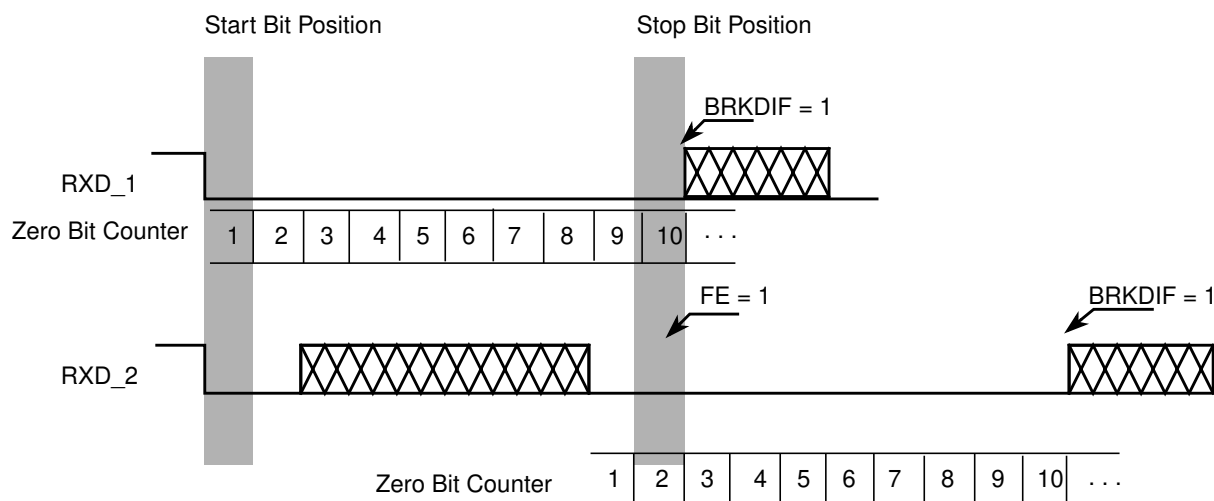 Start Bit Position
Stop Bit Position
BRKDIF = 1
RXD_1
Zero Bit Counter 1 2 3 4 5 6 7 8 9 10 . . .
FE = 1
BRKDIF = 1
RXD_2
Zero Bit Counter 1 2 3 4 5 6 7 8 9 10 . . .